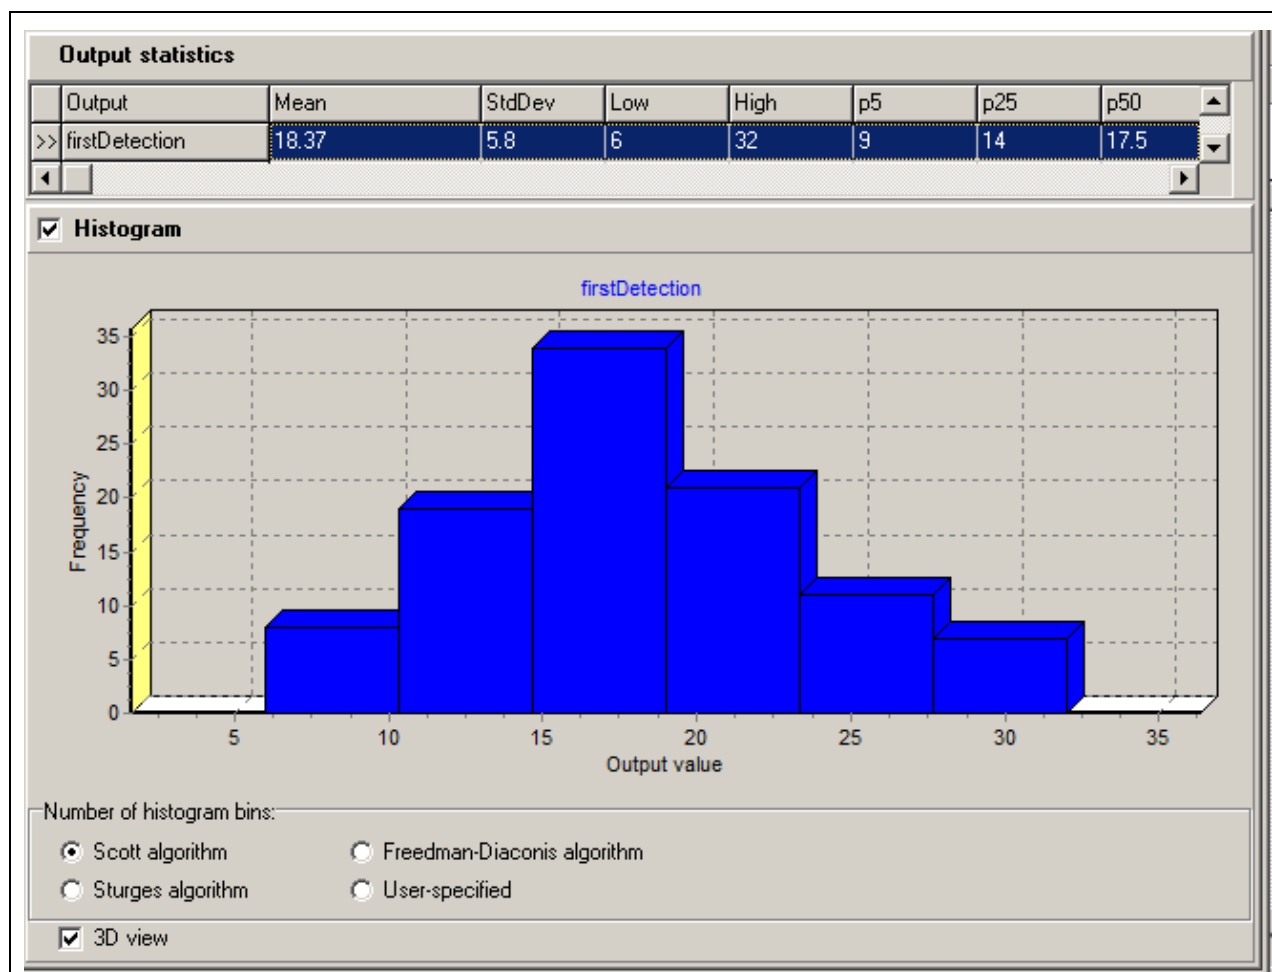 Output statistics
Output Mean StdDev Low High p5 p25 p50
>> firstDetection 18.37 5.8 6 32 9 14 17.5
Histogram
firstDetection
35
30
25
20
15
10
5
0
Frequency
5 10 15 20 25 30 35
Output value
Number of histogram bins:
Scott algorithm Freedman-Diaconis algorithm
Sturges algorithm User-specified
3D view